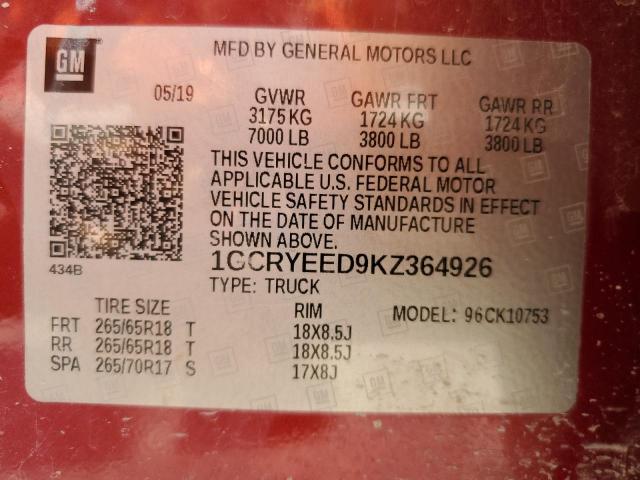 GM
MFD BY GENERAL MOTORS LLC
05/19 GVWR GAWR FRT GAWR RR
3175 KG 1724 KG 1724 KG
7000 LB 3800 LB 3800 LB
THIS VEHICLE CONFORMS TO ALL
APPLICABLE U.S. FEDERAL MOTOR
VEHICLE SAFETY STANDARDS IN EFFECT
ON THE DATE OF MANUFACTURE
SHOWN ABOVE.
434B
1GCRYEED9KZ364926
TYPE: TRUCK
TIRE SIZE RIM MODEL: 96CK10753
FRT 265/65R18 T 18X8.5J
RR 265/65R18 T 18X8.5J
SPA 265/70R17 S 17X8J